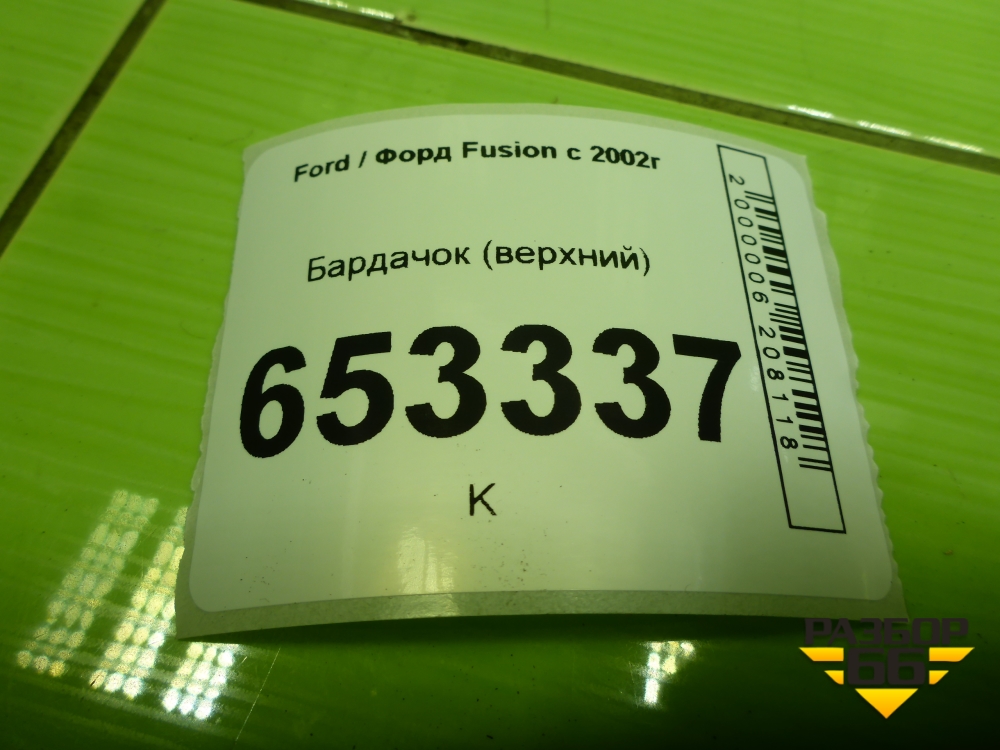 Ford / Форд Fusion с 2002г
Бардачок (верхний)
653337
К
2000006208118
РАЗБОР
66